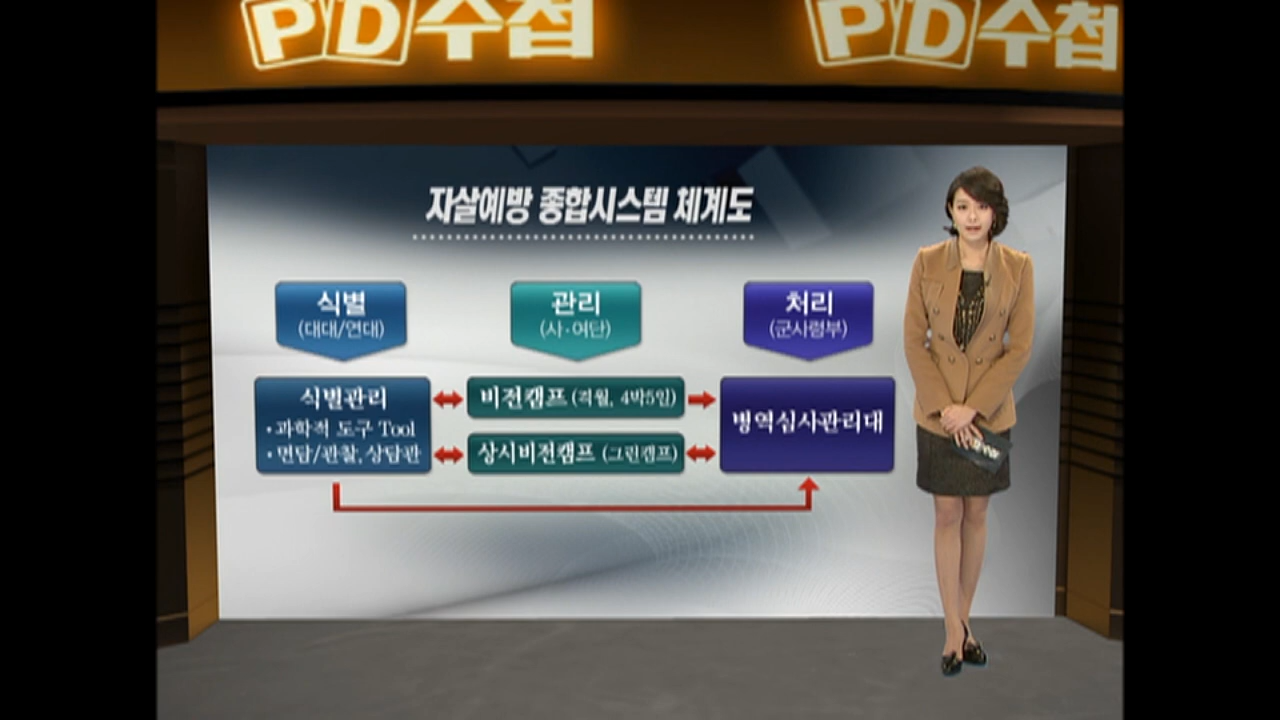 PD수첩
PD수첩
자살예방 종합시스템 체계도
식별
(대대/연대)
관리
(사·여단)
처리
(군사령부)
식별관리
•과학적 도구 Tool
•면담/관찰,상담관
비전캠프 (격월, 4박5일)
상시비전캠프 (그린캠프)
병역심사관리대